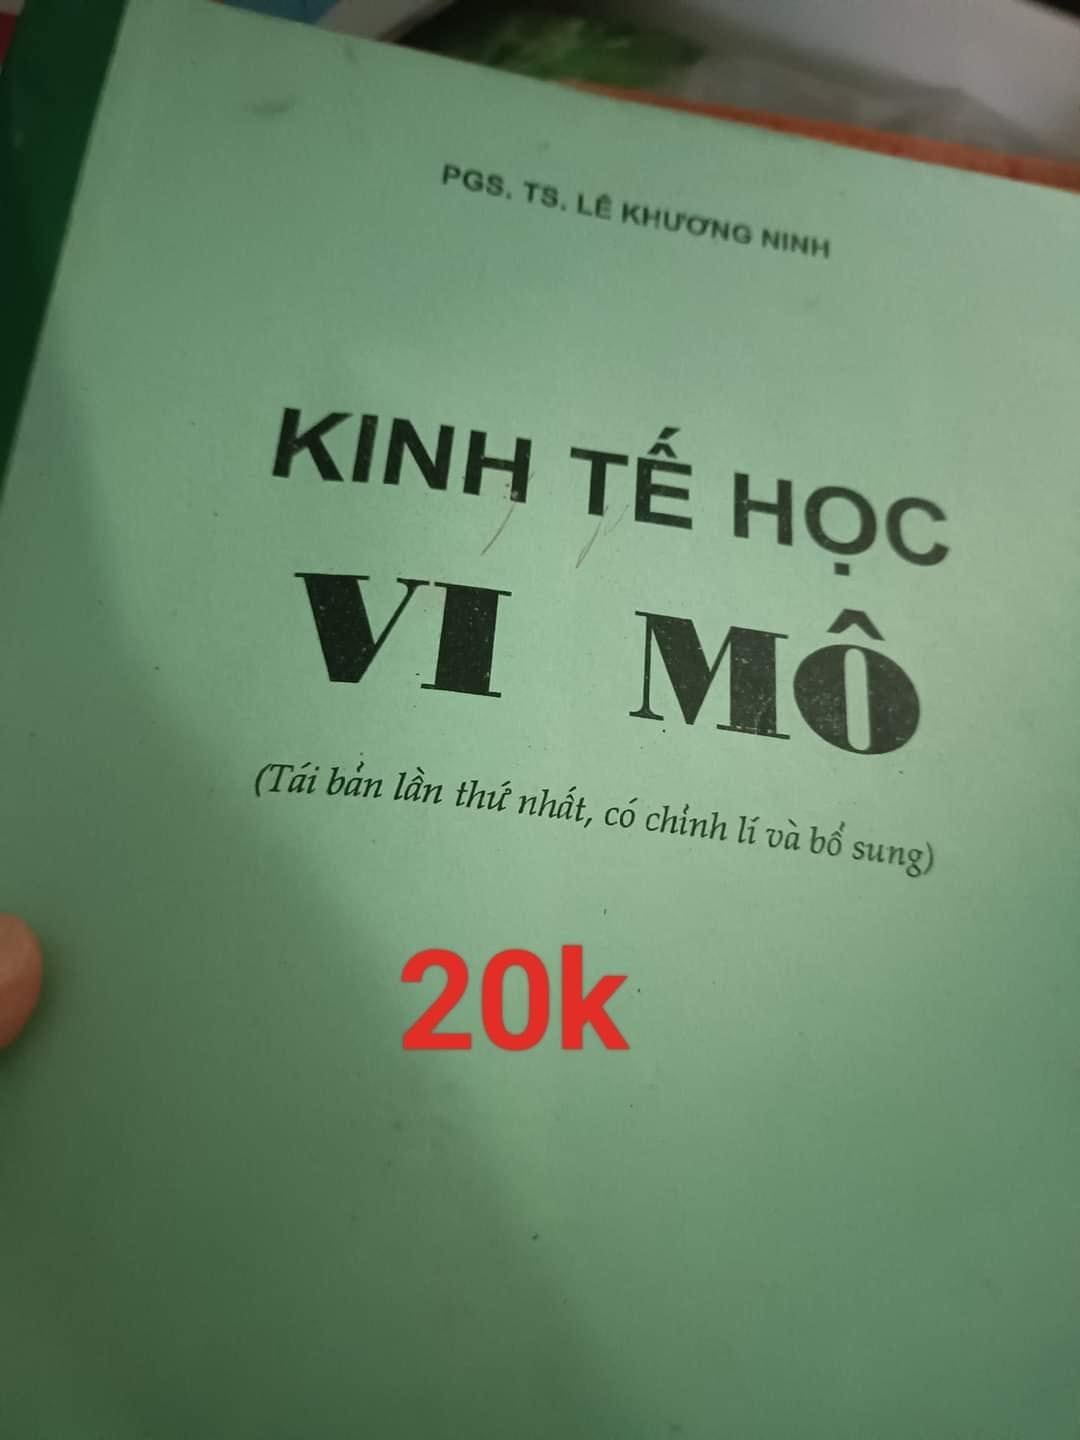 PGS. TS. LÊ KHƯƠNG NINH
KINH TẾ HỌC
VI MÔ
(Tái bản lần thứ nhất, có chỉnh lí và bổ sung)
20k